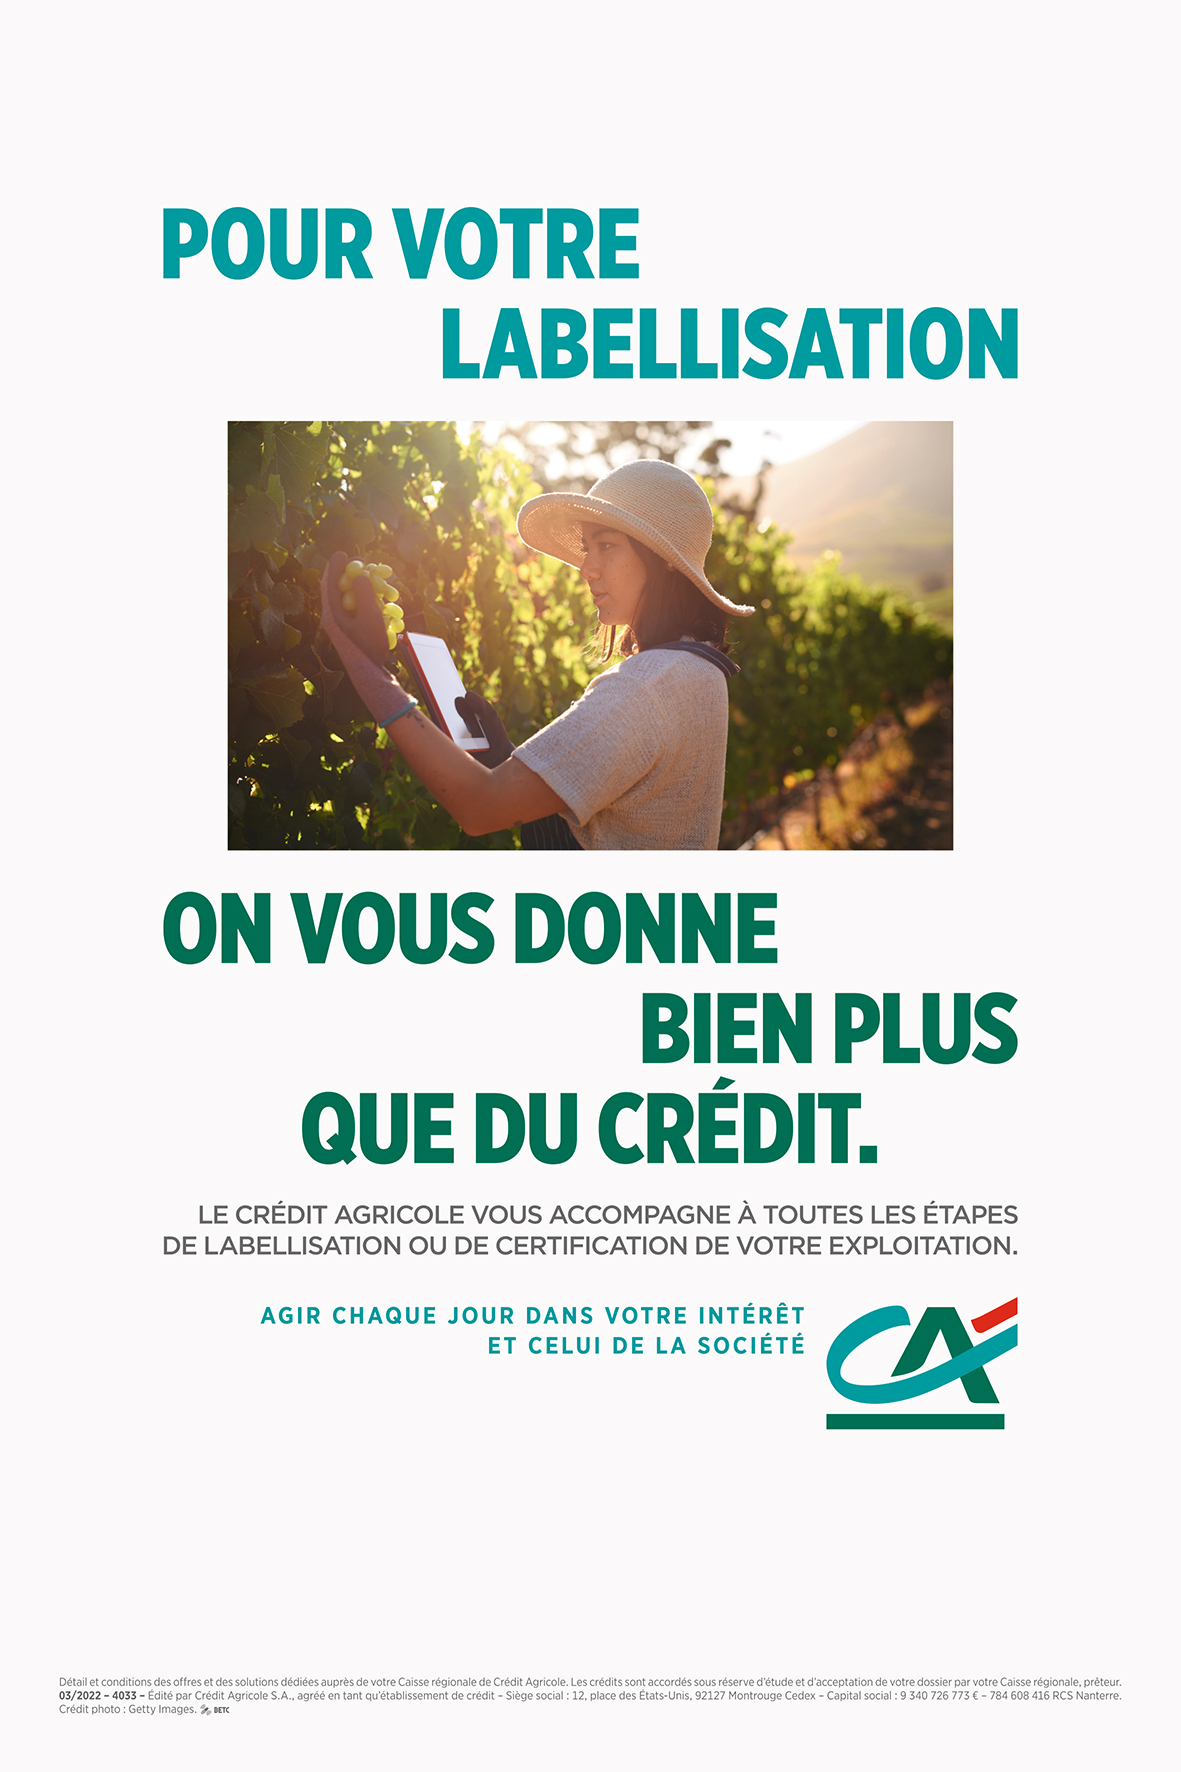 POUR VOTRE
LABELLISATION
ON VOUS DONNE
BIEN PLUS
QUE DU CRÉDIT.
LE CRÉDIT AGRICOLE VOUS ACCOMPAGNE À TOUTES LES ÉTAPES
DE LABELLISATION OU DE CERTIFICATION DE VOTRE EXPLOITATION.
AGIR CHAQUE JOUR DANS VOTRE INTÉRÊT
ET CELUI DE LA SOCIÉTÉ
CA
Détail et conditions des offres et des solutions dédiées auprès de votre Caisse régionale de Crédit Agricole. Les crédits sont accordés sous réserve d'étude et d'acceptation de votre dossier par votre Caisse régionale, prêteur.
03/2022 – 4033 – Édité par Crédit Agricole S.A., agréé en tant qu'établissement de crédit – Siège social : 12, place des États-Unis, 92127 Montrouge Cedex – Capital social : 9 340 726 773 € – 784 608 416 RCS Nanterre.
Crédit photo : Getty Images. BETC